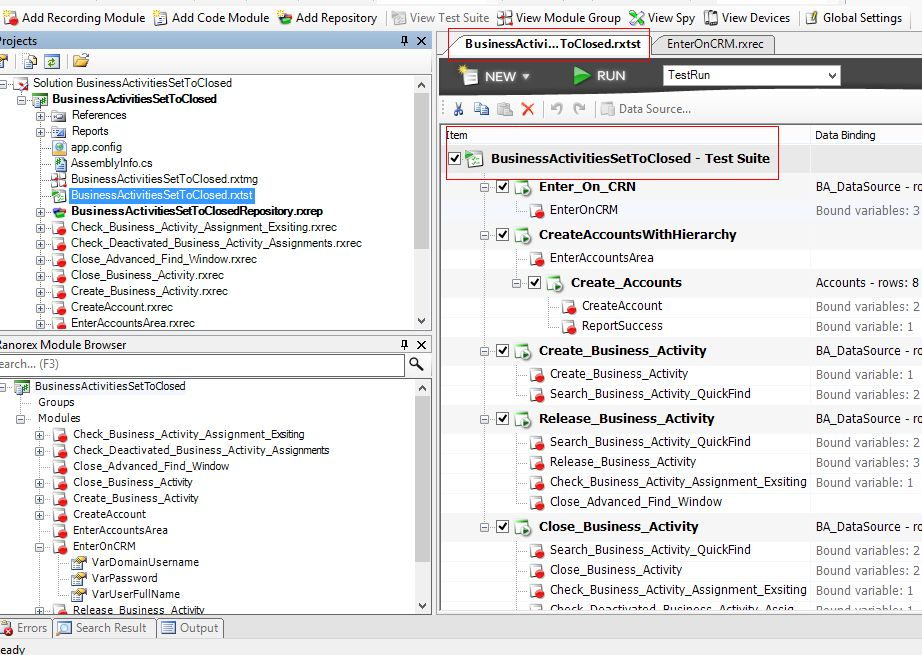 Add Recording Module Add Code Module Add Repository View Test Suite View Module Group View Spy View Devices Global Settings
Projects
Solution BusinessActivitiesSetToClosed
BusinessActivitiesSetToClosed
References
Reports
app.config
AssemblyInfo.cs
BusinessActivitiesSetToClosed.rxtmg
BusinessActivitiesSetToClosed.rxtst
BusinessActivitiesSetToClosedRepository.rxrep
Check_Business_Activity_Assignment_Exsiting.rxrec
Check_Deactivated_Business_Activity_Assignments.rxrec
Close_Advanced_Find_Window.rxrec
Close_Business_Activity.rxrec
Create_Business_Activity.rxrec
CreateAccount.rxrec
EnterAccountsArea.rxrec
Ranorex Module Browser
earch... (F3)
BusinessActivitiesSetToClosed
Groups
Modules
Check_Business_Activity_Assignment_Exsiting
Check_Deactivated_Business_Activity_Assignments
Close_Advanced_Find_Window
Close_Business_Activity
Create_Business_Activity
CreateAccount
EnterAccountsArea
EnterOnCRM
VarDomainUsername
VarPassword
VarUserFullName
Release_Business_Activity
Errors Search Result Output
eady
BusinessActivi...ToClosed.rxtst EnterOnCRM.rxrec
NEW RUN TestRun
Data Source...
Item Data Binding
BusinessActivitiesSetToClosed - Test Suite
Enter_On_CRN BA_DataSource - ro
EnterOnCRM Bound variables: 3
CreateAccountsWithHierarchy
EnterAccountsArea
Create_Accounts Accounts - rows: 8
CreateAccount Bound variables: 2
ReportSuccess Bound variables: 1
Create_Business_Activity BA_DataSource - ro
Create_Business_Activity Bound variables: 1
Search_Business_Activity_QuickFind Bound variables: 2
Release_Business_Activity BA_DataSource - ro
Search_Business_Activity_QuickFind Bound variables: 2
Release_Business_Activity Bound variables: 3
Check_Business_Activity_Assignment_Exsiting Bound variables: 1
Close_Advanced_Find_Window
Close_Business_Activity BA_DataSource - ro
Search_Business_Activity_QuickFind Bound variables: 2
Close_Business_Activity Bound variables: 2
Check_Business_Activity_Assignment_Exsiting Bound variables: 1
Check_Deactivated_Business_Activity_Assig... Bound variables: 1